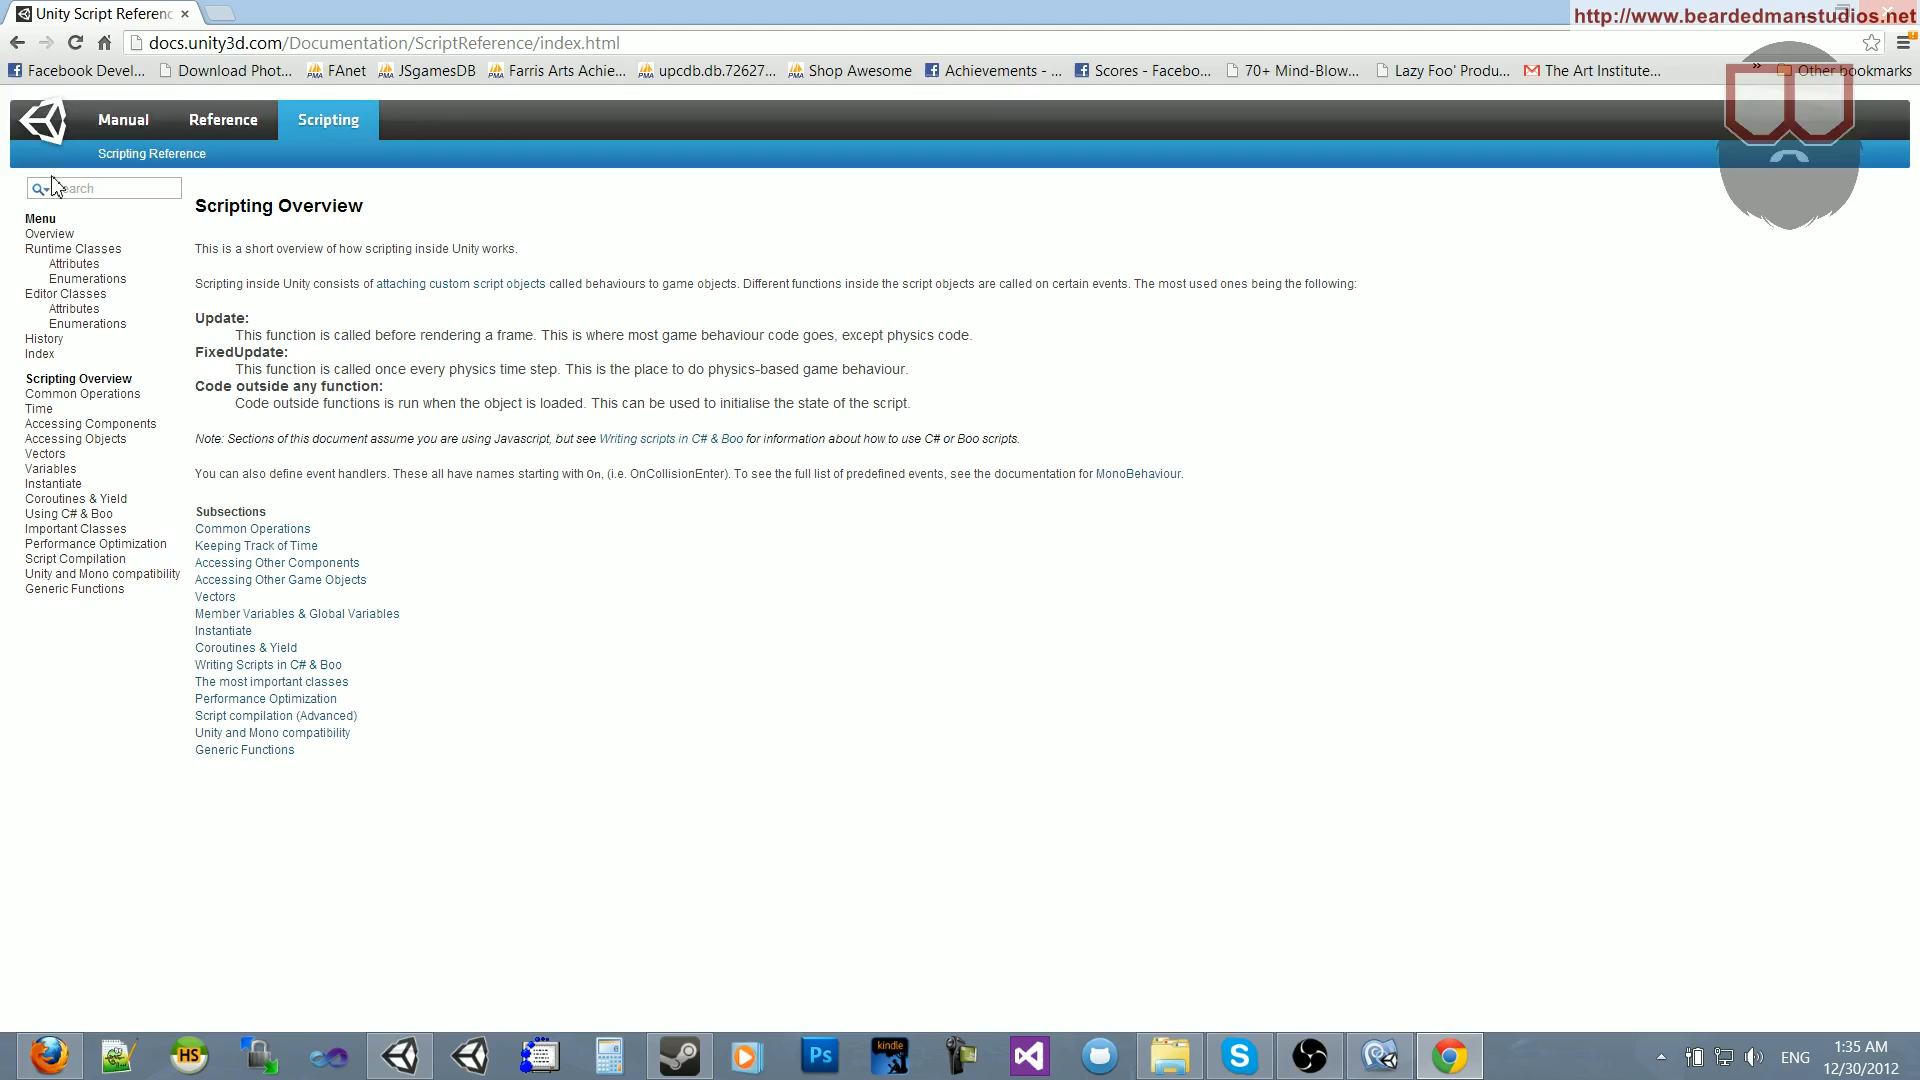 Unity Script Referenc
http://www.beardedmanstudios.net
docs.unity3d.com/Documentation/ScriptReference/index.html
Facebook Devel...
Download Phot...
FAnet
JSgamesDB
Farris Arts Achie...
upcdb.db.72627...
Shop Awesome
Achievements - ...
Scores - Facebo...
70+ Mind-Blow...
Lazy Foo' Produ...
The Art Institute...
Other bookmarks
Manual
Reference
Scripting
Scripting Reference
Menu
Overview
Runtime Classes
Attributes
Enumerations
Editor Classes
Attributes
Enumerations
History
Index
Scripting Overview
Common Operations
Time
Accessing Components
Accessing Objects
Vectors
Variables
Instantiate
Coroutines & Yield
Using C# & Boo
Important Classes
Performance Optimization
Script Compilation
Unity and Mono compatibility
Generic Functions
Scripting Overview
This is a short overview of how scripting inside Unity works.
Scripting inside Unity consists of attaching custom script objects called behaviours to game objects. Different functions inside the script objects are called on certain events. The most used ones being the following:
Update:
This function is called before rendering a frame. This is where most game behaviour code goes, except physics code.
FixedUpdate:
This function is called once every physics time step. This is the place to do physics-based game behaviour.
Code outside any function:
Code outside functions is run when the object is loaded. This can be used to initialise the state of the script.
Note: Sections of this document assume you are using Javascript, but see Writing scripts in C# & Boo for information about how to use C# or Boo scripts.
You can also define event handlers. These all have names starting with On, (i.e. OnCollisionEnter). To see the full list of predefined events, see the documentation for MonoBehaviour.
Subsections
Common Operations
Keeping Track of Time
Accessing Other Components
Accessing Other Game Objects
Vectors
Member Variables & Global Variables
Instantiate
Coroutines & Yield
Writing Scripts in C# & Boo
The most important classes
Performance Optimization
Script compilation (Advanced)
Unity and Mono compatibility
Generic Functions
HS
Ps
kindle
ENG
1:35 AM
12/30/2012